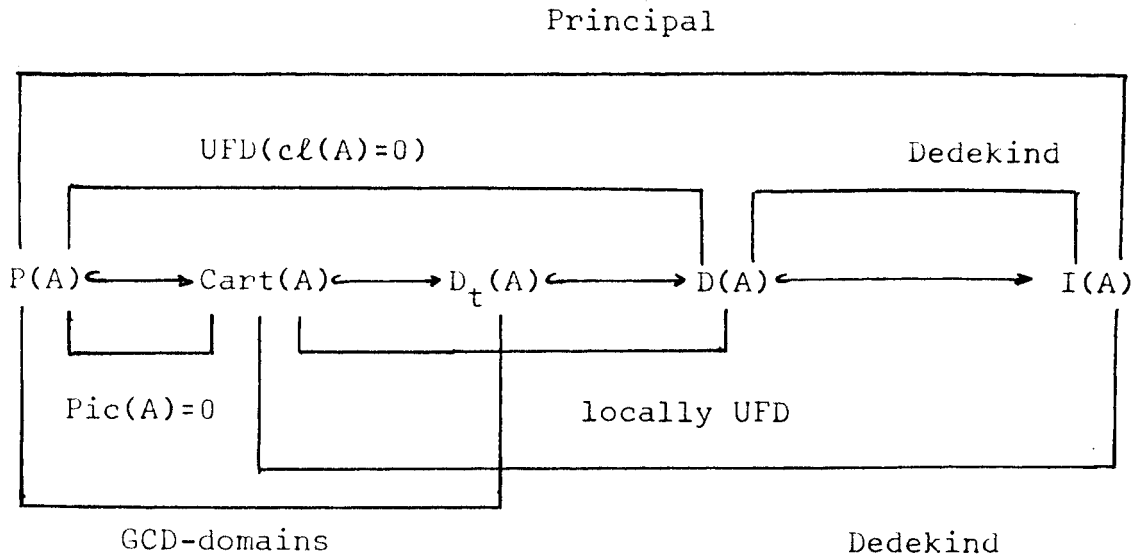 Principal
UFD(cℓ(A)=0) Dedekind
P(A) Cart(A) D_t(A) D(A) I(A)
Pic(A)=0 locally UFD
GCD-domains Dedekind